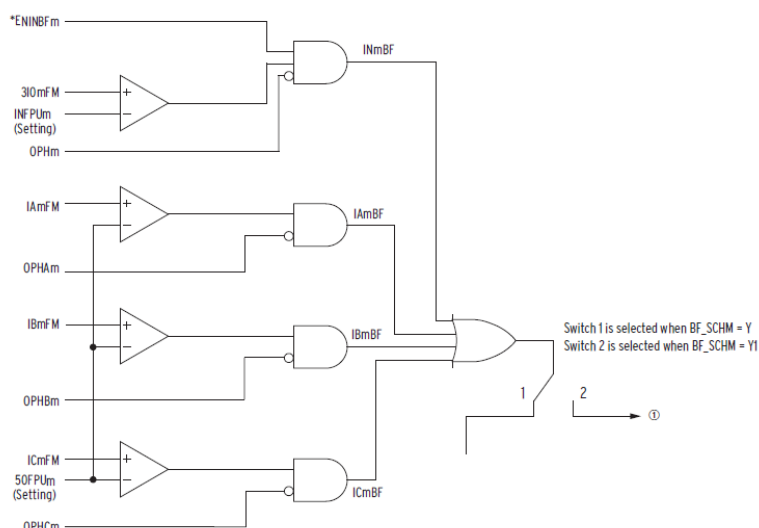 *ENINBFm
INmBF
3I0mFM
+
INFPUm
−
(Setting)
OPHm
IAmFM
+
−
IAmBF
OPHAm
IBmFM
+
−
IBmBF
Switch 1 is selected when BF_SCHM = Y
Switch 2 is selected when BF_SCHM = Y1
OPHBm
1
2
①
ICmFM
+
50FPUm
−
(Setting)
ICmBF
OPHCm